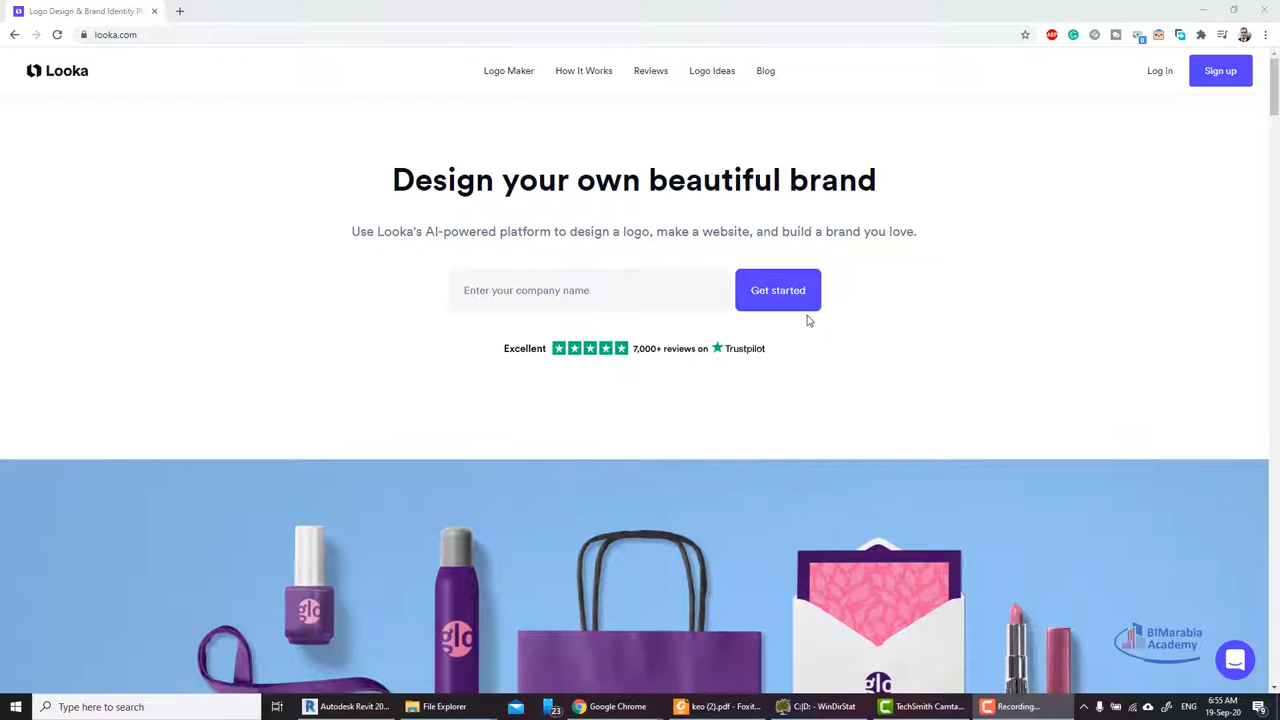 Logo Design & Brand Identity Pl
looka.com
ABP
Looka
Logo Maker
How It Works
Reviews
Logo Ideas
Blog
Log in
Sign up
Design your own beautiful brand
Use Looka's AI-powered platform to design a logo, make a website, and build a brand you love.
Enter your company name
Get started
Excellent
7,000+ reviews on
Trustpilot
glo
glo
glo
BIMarabia
Academy
Type here to search
Autodesk Revit 20...
File Explorer
23
Google Chrome
keo (2).pdf - Foxit...
C:|D: - WinDirStat
TechSmith Camta...
Recording...
ENG
6:55 AM
19-Sep-20